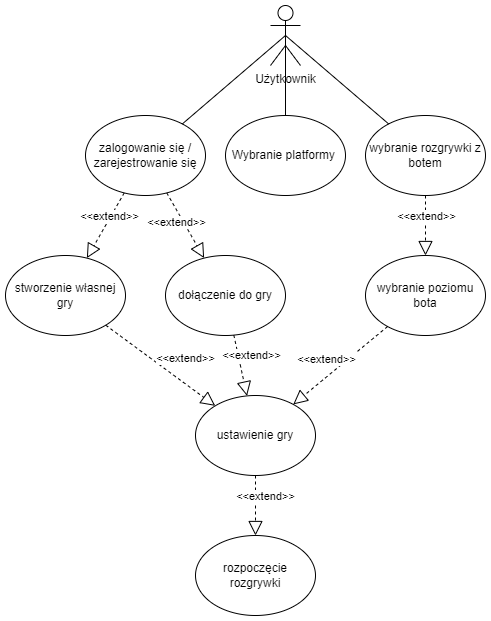 Użytkownik
zalogowanie się /
zarejestrowanie się
Wybranie platformy
wybranie rozgrywki z
botem
<<extend>>
<<extend>>
<<extend>>
stworzenie własnej
gry
dołączenie do gry
wybranie poziomu
bota
<<extend>>
<<extend>>
<<extend>>
ustawienie gry
<<extend>>
rozpoczęcie
rozgrywki